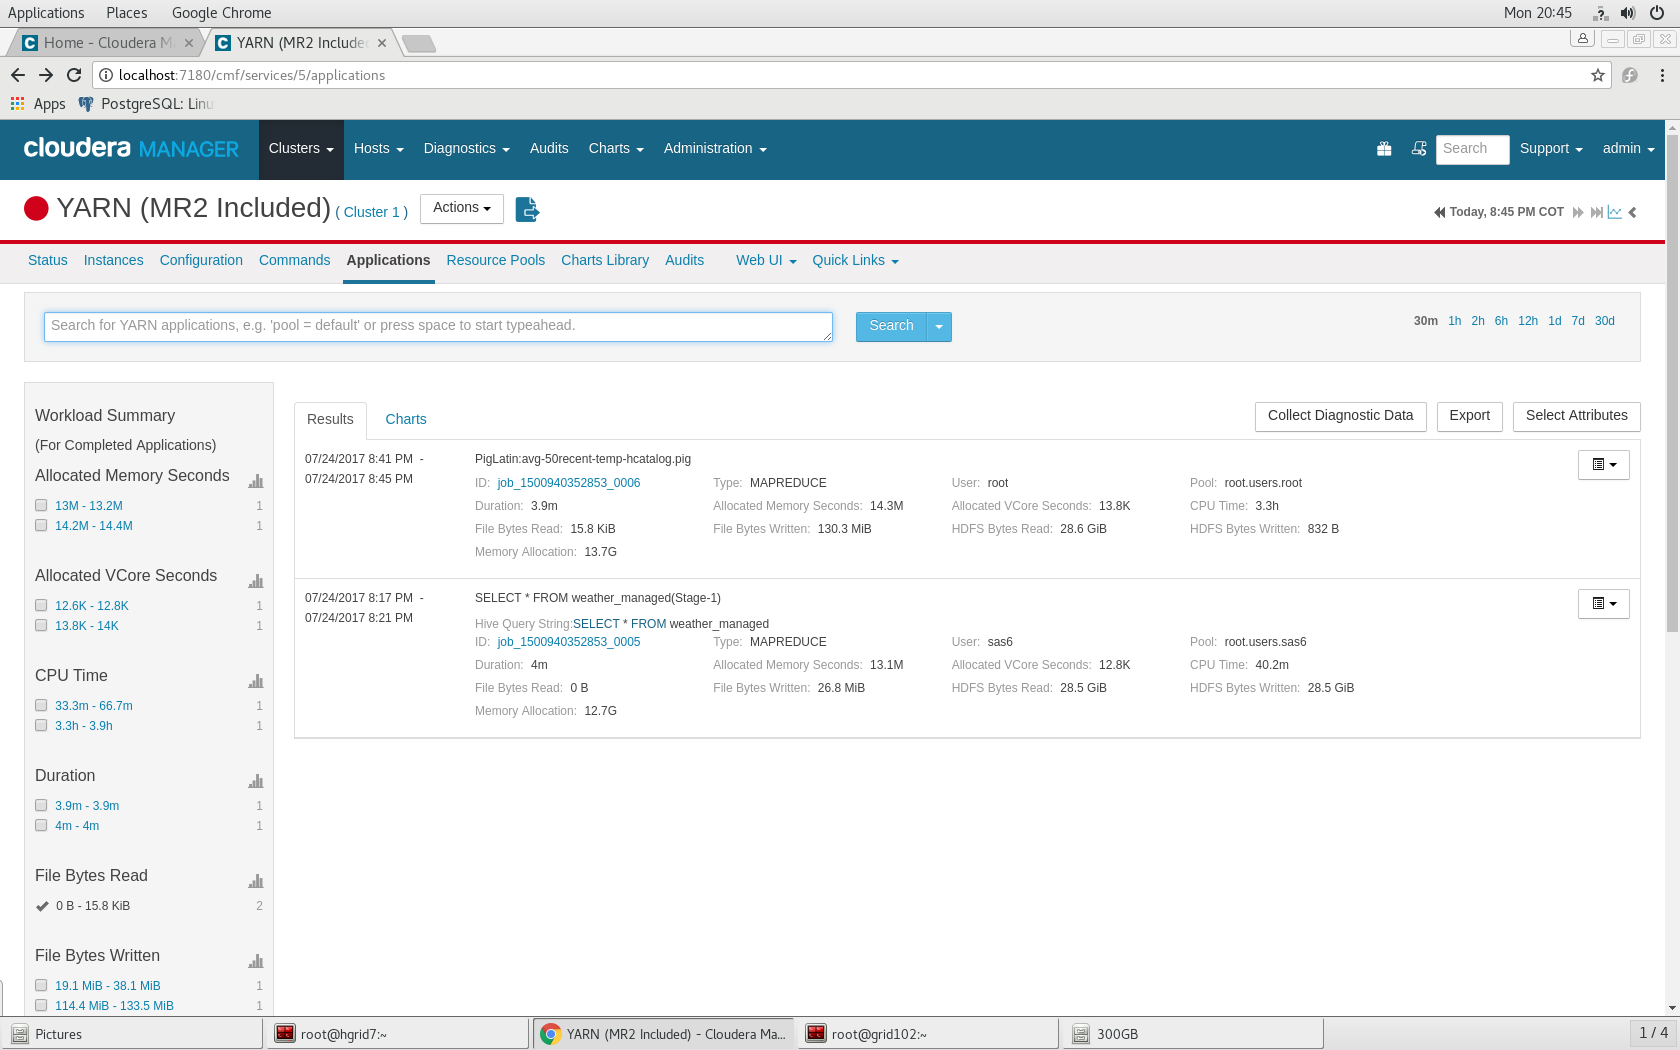 Applications Places Google Chrome Mon 20:45
Home - Cloudera M YARN (MR2 Include
localhost:7180/cmf/services/5/applications
Apps PostgreSQL: Linu
cloudera MANAGER Clusters Hosts Diagnostics Audits Charts Administration Search Support admin
YARN (MR2 Included) ( Cluster 1 ) Actions Today, 8:45 PM COT
Status Instances Configuration Commands Applications Resource Pools Charts Library Audits Web UI Quick Links
Search for YARN applications, e.g. 'pool = default' or press space to start typeahead. Search 30m 1h 2h 6h 12h 1d 7d 30d
Workload Summary
(For Completed Applications)
Allocated Memory Seconds
13M - 13.2M 1
14.2M - 14.4M 1
Allocated VCore Seconds
12.6K - 12.8K 1
13.8K - 14K 1
CPU Time
33.3m - 66.7m 1
3.3h - 3.9h 1
Duration
3.9m - 3.9m 1
4m - 4m 1
File Bytes Read
0 B - 15.8 KiB 2
File Bytes Written
19.1 MiB - 38.1 MiB 1
114.4 MiB - 133.5 MiB 1
Results Charts Collect Diagnostic Data Export Select Attributes
07/24/2017 8:41 PM - PigLatin:avg-50recent-temp-hcatalog.pig
07/24/2017 8:45 PM ID: job_1500940352853_0006 Type: MAPREDUCE User: root Pool: root.users.root
Duration: 3.9m Allocated Memory Seconds: 14.3M Allocated VCore Seconds: 13.8K CPU Time: 3.3h
File Bytes Read: 15.8 KiB File Bytes Written: 130.3 MiB HDFS Bytes Read: 28.6 GiB HDFS Bytes Written: 832 B
Memory Allocation: 13.7G
07/24/2017 8:17 PM - SELECT * FROM weather_managed(Stage-1)
07/24/2017 8:21 PM Hive Query String:SELECT * FROM weather_managed
ID: job_1500940352853_0005 Type: MAPREDUCE User: sas6 Pool: root.users.sas6
Duration: 4m Allocated Memory Seconds: 13.1M Allocated VCore Seconds: 12.8K CPU Time: 40.2m
File Bytes Read: 0 B File Bytes Written: 26.8 MiB HDFS Bytes Read: 28.5 GiB HDFS Bytes Written: 28.5 GiB
Memory Allocation: 12.7G
Pictures root@hgrid7:~ YARN (MR2 Included) - Cloudera Ma... root@grid102:~ 300GB 1 / 4